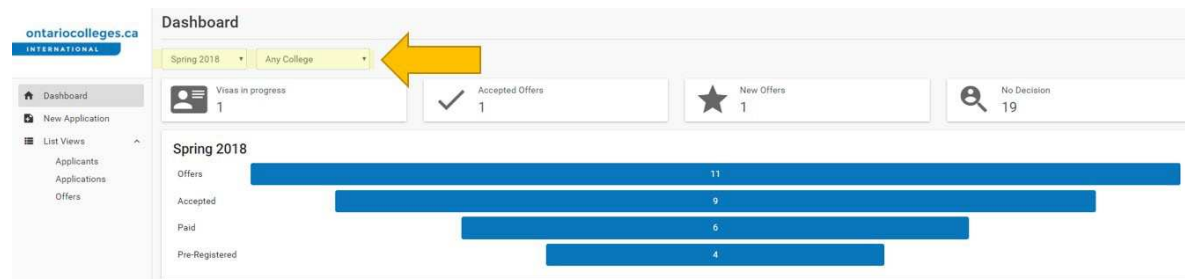 ontariocolleges.ca
INTERNATIONAL
Dashboard
New Application
List Views
Applicants
Applications
Offers
Dashboard
Spring 2018
Any College
Visas in progress
1
Accepted Offers
1
New Offers
1
No Decision
19
Spring 2018
Offers
11
Accepted
9
Paid
6
Pre-Registered
4